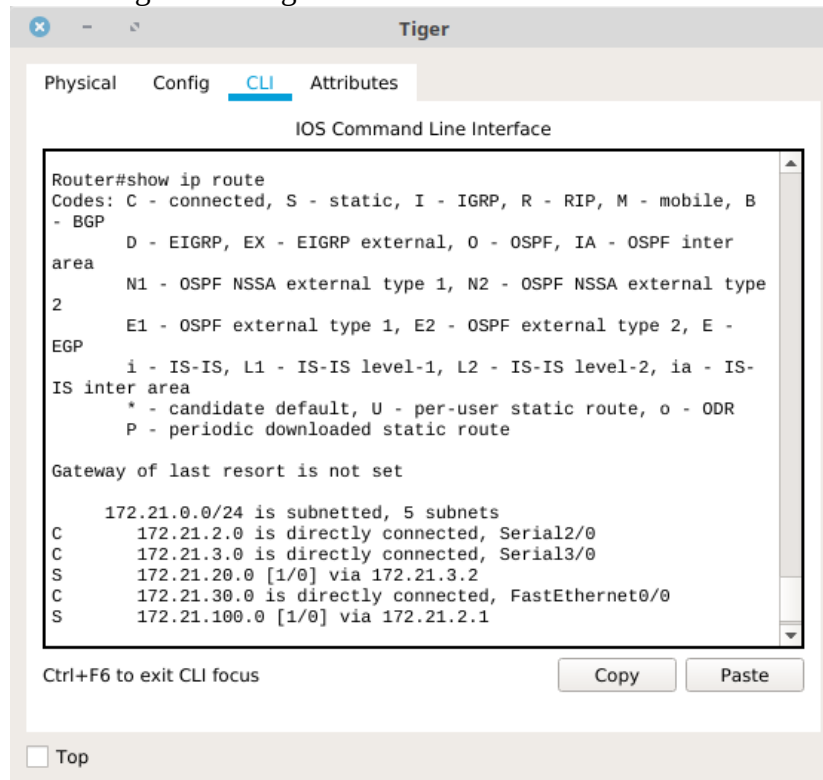 Tiger
Physical Config CLI Attributes
IOS Command Line Interface
Router#show ip route
Codes: C - connected, S - static, I - IGRP, R - RIP, M - mobile, B
- BGP
D - EIGRP, EX - EIGRP external, O - OSPF, IA - OSPF inter
area
N1 - OSPF NSSA external type 1, N2 - OSPF NSSA external type
2
E1 - OSPF external type 1, E2 - OSPF external type 2, E -
EGP
i - IS-IS, L1 - IS-IS level-1, L2 - IS-IS level-2, ia - IS-
IS inter area
* - candidate default, U - per-user static route, o - ODR
P - periodic downloaded static route
Gateway of last resort is not set
172.21.0.0/24 is subnetted, 5 subnets
C 172.21.2.0 is directly connected, Serial2/0
C 172.21.3.0 is directly connected, Serial3/0
S 172.21.20.0 [1/0] via 172.21.3.2
C 172.21.30.0 is directly connected, FastEthernet0/0
S 172.21.100.0 [1/0] via 172.21.2.1
Ctrl+F6 to exit CLI focus
Copy Paste
Top